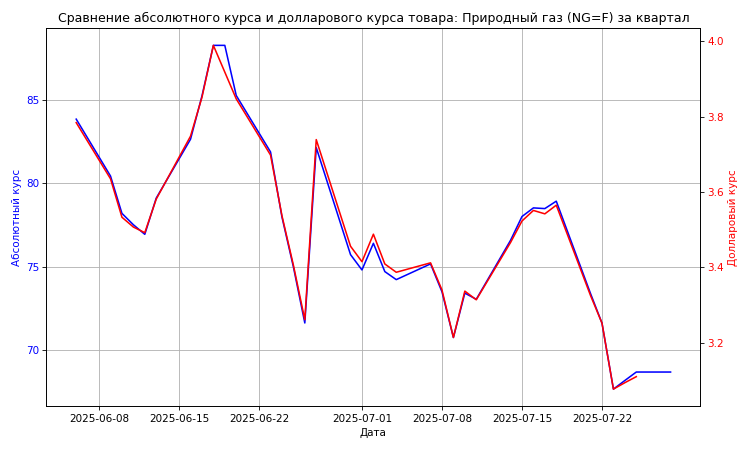 Сравнение абсолютного курса и долларового курса товара: Природный газ (NG=F) за квартал
Абсолютный курс
85
80
75
70
4.0
3.8
3.6
3.4
3.2
Долларовый курс
2025-06-08 2025-06-15 2025-06-22 2025-07-01 2025-07-08 2025-07-15 2025-07-22
Дата